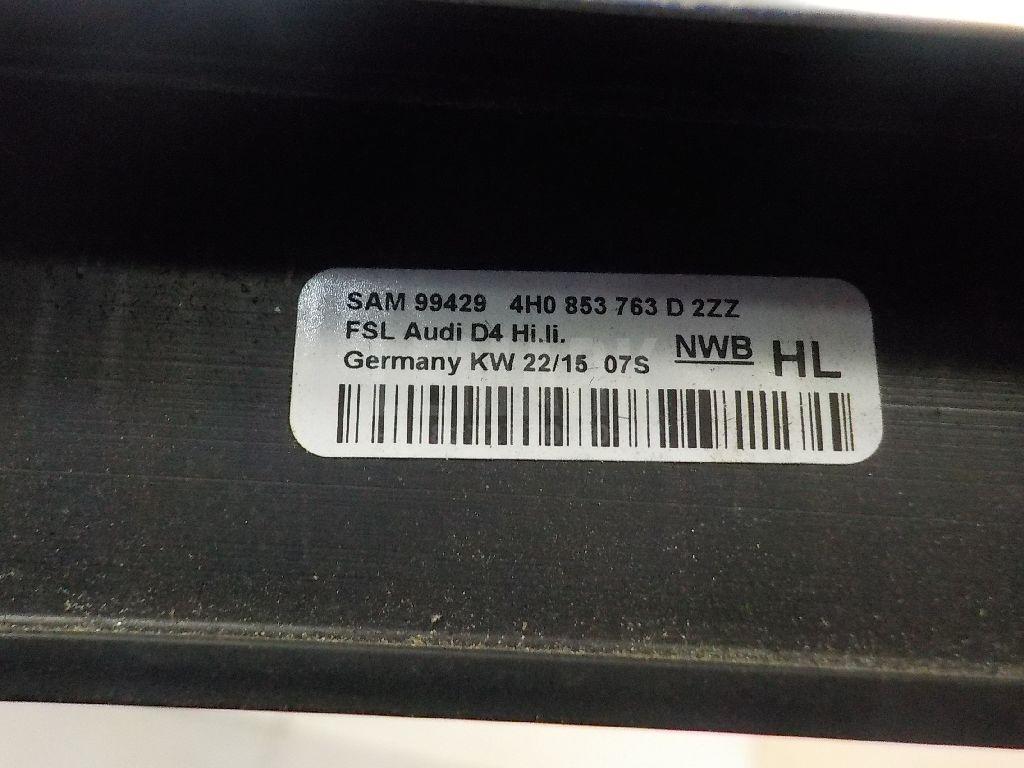 SAM 99429 4H0 853 763 D 2ZZ
FSL Audi D4 Hi.li.
Germany KW 22/15 07S
NWB HL